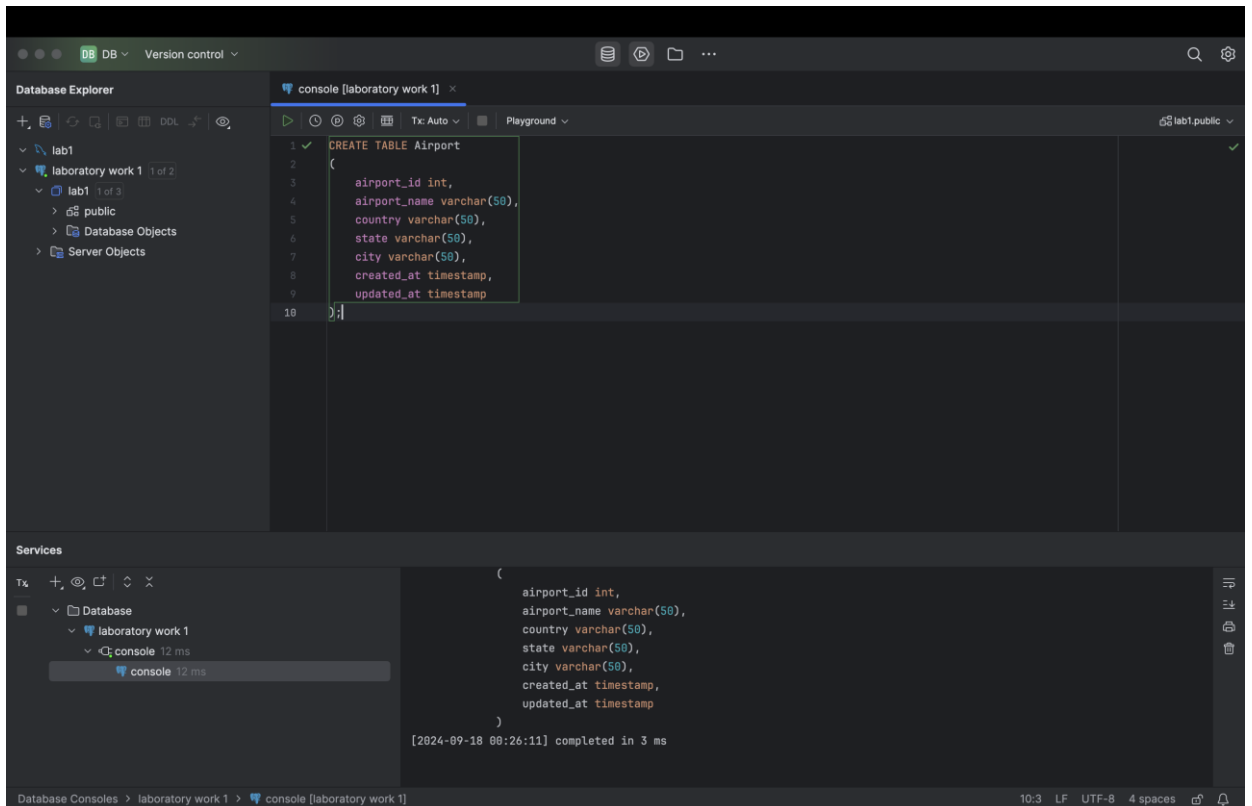 DB DB Version control
Database Explorer
console [laboratory work 1]
DDL
Tx: Auto
Playground
lab1.public
lab1
laboratory work 1 1 of 2
lab1 1 of 3
public
Database Objects
Server Objects
1 CREATE TABLE Airport
2 (
3 airport_id int,
4 airport_name varchar(50),
5 country varchar(50),
6 state varchar(50),
7 city varchar(50),
8 created_at timestamp,
9 updated_at timestamp
10 );
Services
Tx
Database
laboratory work 1
console 12 ms
console 12 ms
(
airport_id int,
airport_name varchar(50),
country varchar(50),
state varchar(50),
city varchar(50),
created_at timestamp,
updated_at timestamp
)
[2024-09-18 00:26:11] completed in 3 ms
Database Consoles > laboratory work 1 > console [laboratory work 1]
10:3 LF UTF-8 4 spaces